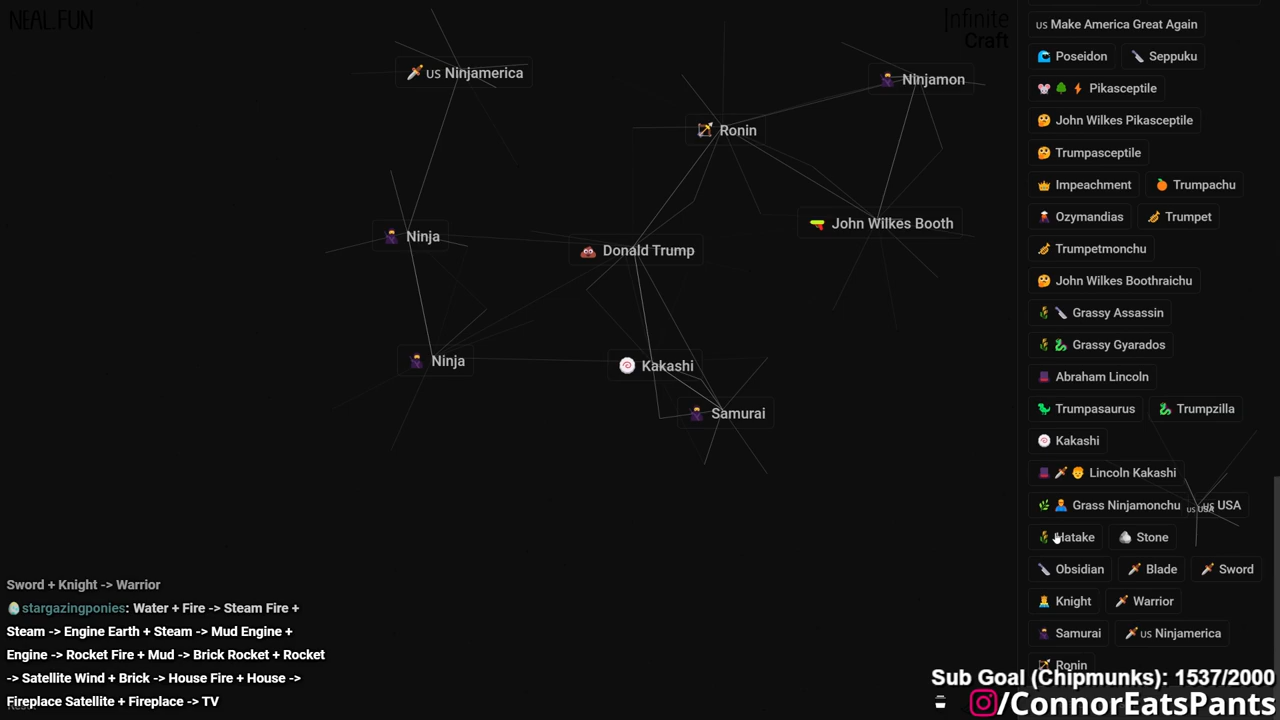 NEAL.FUN
Infinite
Craft
US Ninjamerica
Ninjamon
Ronin
John Wilkes Booth
Ninja
Donald Trump
Ninja
Kakashi
Samurai
US Make America Great Again
Poseidon Seppuku
Pikasceptile
John Wilkes Pikasceptile
Trumpasceptile
Impeachment Trumpachu
Ozymandias Trumpet
Trumpetmonchu
John Wilkes Boothraichu
Grassy Assassin
Grassy Gyarados
Abraham Lincoln
Trumpasaurus Trumpzilla
Kakashi
Lincoln Kakashi
Grass Ninjamonchu US USA
Hatake Stone
Obsidian Blade Sword
Knight Warrior
Samurai US Ninjamerica
Ronin
Sword + Knight -> Warrior
stargazingponies: Water + Fire -> Steam Fire +
Steam -> Engine Earth + Steam -> Mud Engine +
Engine -> Rocket Fire + Mud -> Brick Rocket + Rocket
-> Satellite Wind + Brick -> House Fire + House ->
Fireplace Satellite + Fireplace -> TV
Sub Goal (Chipmunks): 1537/2000
/ConnorEatsPants